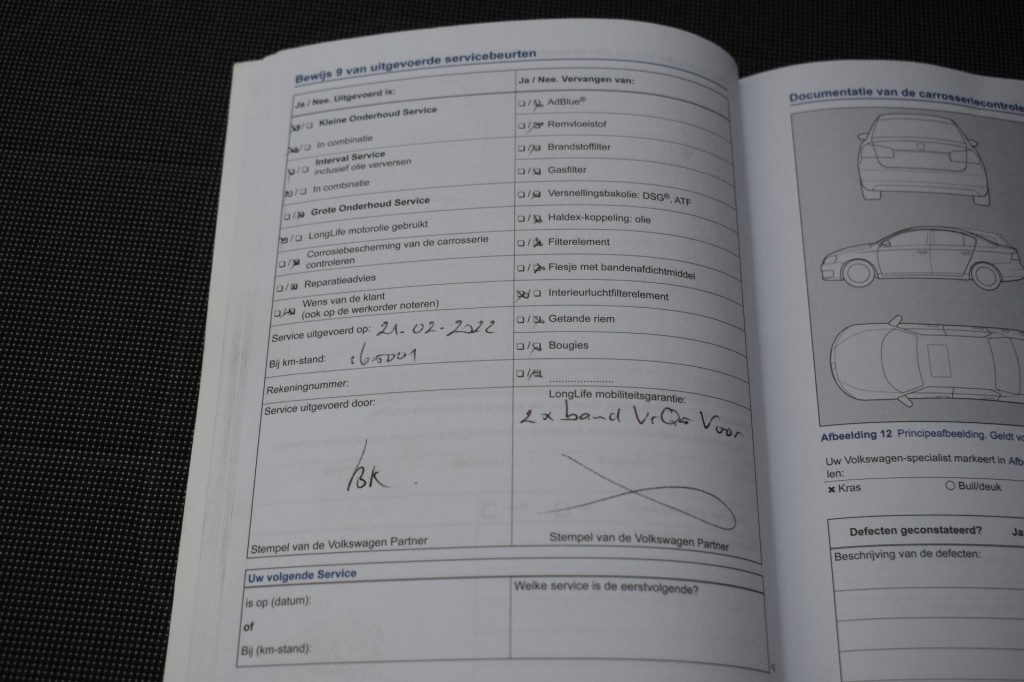 Bewijs 9 van uitgevoerde servicebeurten
Ja / Nee. Uitgevoerd is:
Kleine Onderhoud Service
In combinatie
Interval Service
inclusief olie verversen
In combinatie
Grote Onderhoud Service
LongLife motorolie gebruikt
Corrosiebescherming van de carrosserie
controleren
Reparatieadvies
Wens van de klant
(ook op de werkorder noteren)
Service uitgevoerd op: 21-02-2022
Bij km-stand: 165001
Rekeningnummer:
Service uitgevoerd door:
BK
Stempel van de Volkswagen Partner
Ja / Nee. Vervangen van:
AdBlue®
Remvloeistof
Brandstoffilter
Gasfilter
Versnellingsbakolie: DSG®, ATF
Haldex-koppeling: olie
Filterelement
Flesje met bandenafdichtmiddel
Interieurluchtfilterelement
Getande riem
Bougies
LongLife mobiliteitsgarantie:
2 x band Voor
Stempel van de Volkswagen Partner
Uw volgende Service
is op (datum):
of
Bij (km-stand):
Welke service is de eerstvolgende?
Documentatie van de carrosseriecontrole
Afbeelding 12 Principeafbeelding. Geldt
Uw Volkswagen-specialist markeert in Afb
len:
× Kras
○ Buil/deuk
Defecten geconstateerd? Ja
Beschrijving van de defecten: